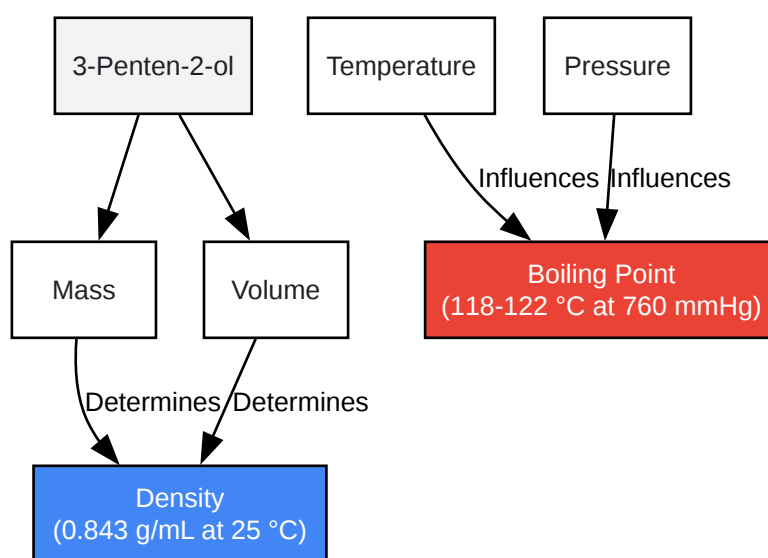 3-Penten-2-ol
Temperature
Pressure
Influences
Influences
Mass
Volume
Boiling Point
(118-122 °C at 760 mmHg)
Determines
Determines
Density
(0.843 g/mL at 25 °C)